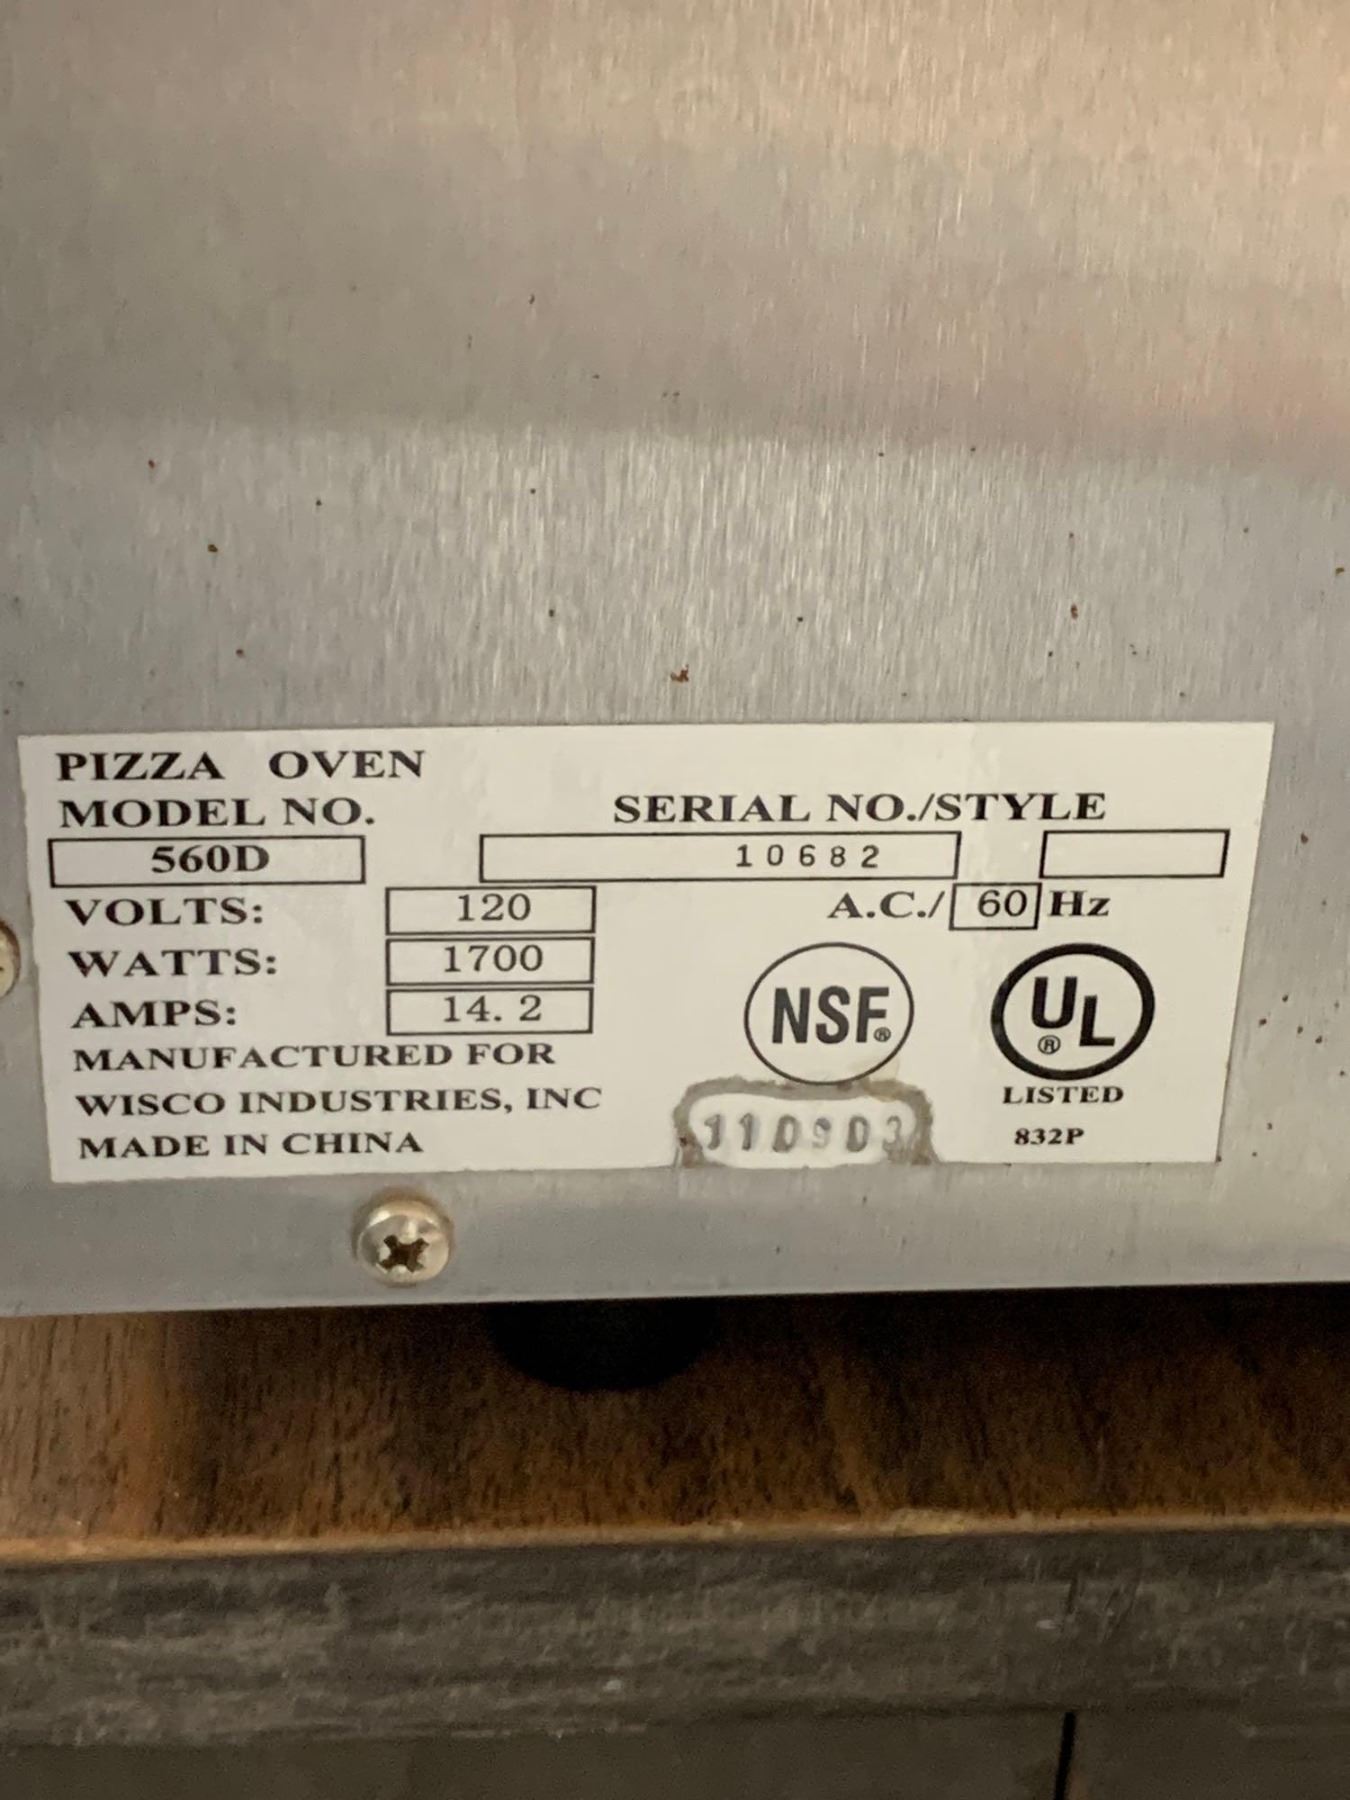 PIZZA OVEN
MODEL NO. SERIAL NO./STYLE
560D 10682
VOLTS: 120 A.C./ 60 Hz
WATTS: 1700
AMPS: 14.2
NSF®
UL®
MANUFACTURED FOR
WISCO INDUSTRIES, INC
LISTED
MADE IN CHINA
832P